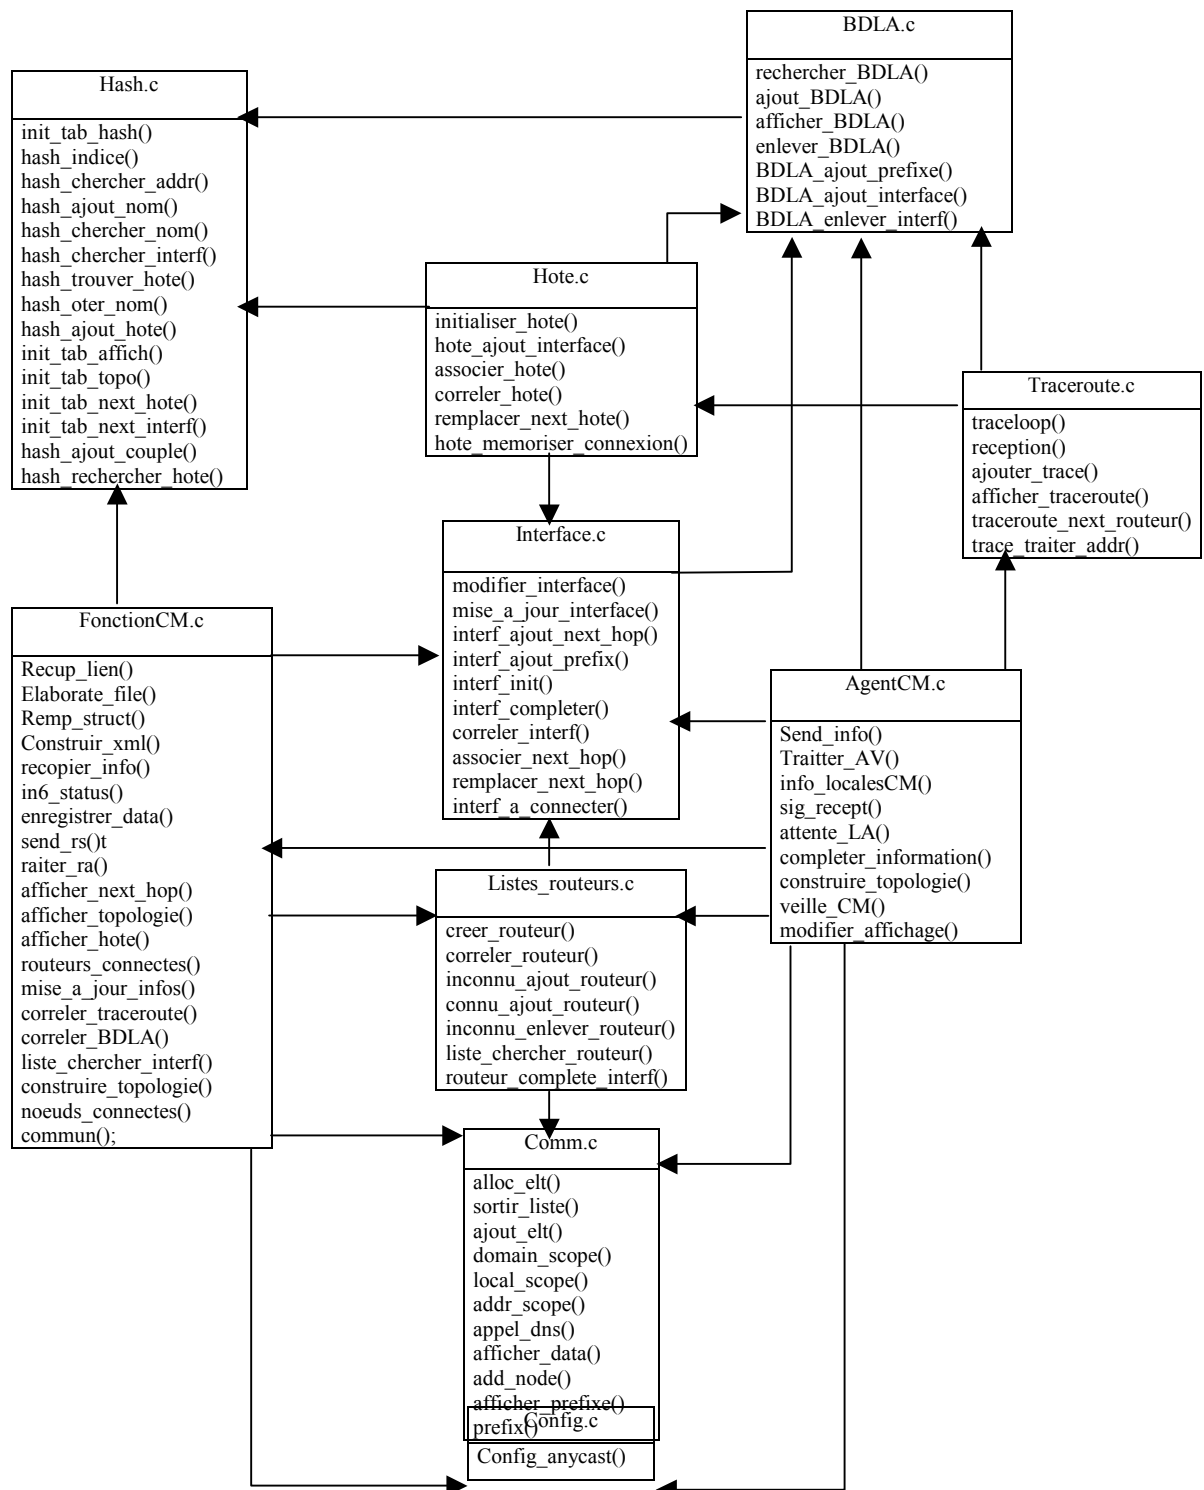 BDLA.c
rechercher_BDLA()
ajout_BDLA()
afficher_BDLA()
enlever_BDLA()
BDLA_ajout_prefixe()
BDLA_ajout_interface()
BDLA_enlever_interf()
Hash.c
init_tab_hash()
hash_indice()
hash_chercher_addr()
hash_ajout_nom()
hash_chercher_nom()
hash_chercher_interf()
hash_trouver_hote()
hash_oter_nom()
hash_ajout_hote()
init_tab_affich()
init_tab_topo()
init_tab_next_hote()
init_tab_next_interf()
hash_ajout_couple()
hash_rechercher_hote()
Hote.c
initialiser_hote()
hote_ajout_interface()
associer_hote()
correler_hote()
remplacer_next_hote()
hote_memoriser_connexion()
Traceroute.c
traceloop()
reception()
ajouter_trace()
afficher_traceroute()
traceroute_next_routeur()
trace_traiter_addr()
Interface.c
modifier_interface()
mise_a_jour_interface()
interf_ajout_next_hop()
interf_ajout_prefix()
interf_init()
interf_completer()
correler_interf()
associer_next_hop()
remplacer_next_hop()
interf_a_connecter()
FonctionCM.c
Recup_lien()
Elaborate_file()
Remp_struct()
Construir_xml()
recopier_info()
in6_status()
enregistrer_data()
send_rs()t
raiter_ra()
afficher_next_hop()
afficher_topologie()
afficher_hote()
routeurs_connectes()
mise_a_jour_infos()
correler_traceroute()
correler_BDLA()
liste_chercher_interf()
construire_topologie()
noeuds_connectes()
commun();
AgentCM.c
Send_info()
Traitter_AV()
info_localesCM()
sig_recept()
attente_LA()
completer_information()
construire_topologie()
veille_CM()
modifier_affichage()
Listes_routeurs.c
creer_routeur()
correler_routeur()
inconnu_ajout_routeur()
connu_ajout_routeur()
inconnu_enlever_routeur()
liste_chercher_routeur()
routeur_complete_interf()
Comm.c
alloc_elt()
sortir_liste()
ajout_elt()
domain_scope()
local_scope()
addr_scope()
appel_dns()
afficher_data()
add_node()
afficher_prefixe()
prefix()
Config.c
Config_anycast()